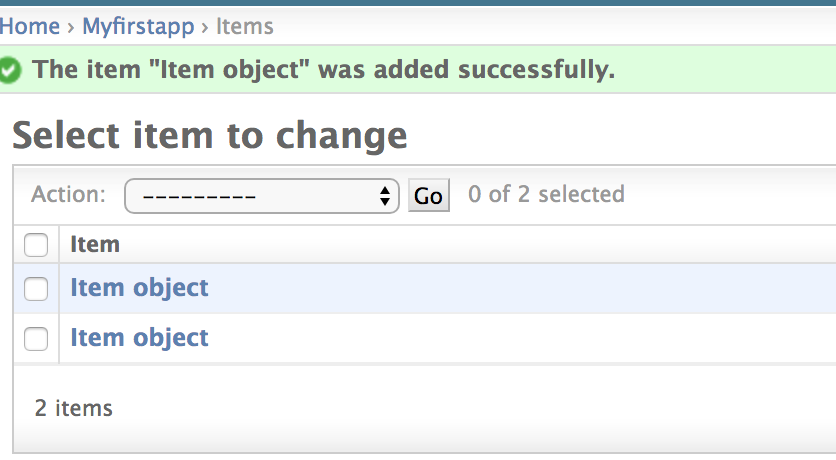 Home › Myfirstapp › Items
The item "Item object" was added successfully.
Select item to change
Action: --------- Go 0 of 2 selected
Item
Item object
Item object
2 items